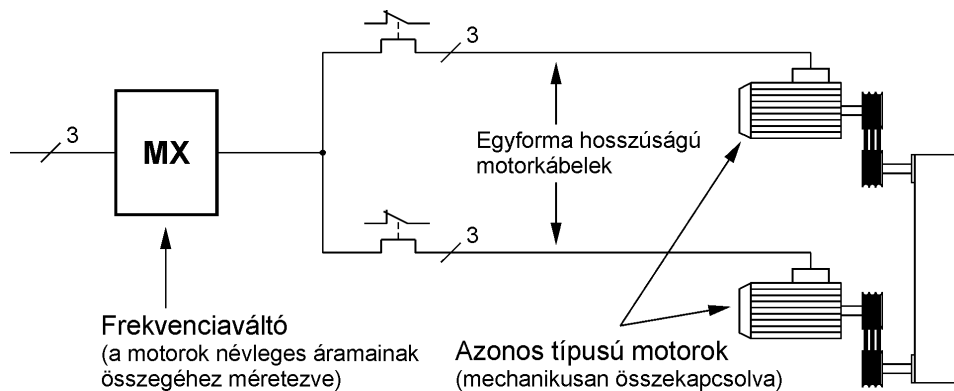 3
3
MX
Egyforma hosszúságú
motorkábelek
3
Frekvenciaváltó
(a motorok névleges áramainak
összegéhez méretezve)
Azonos típusú motorok
(mechanikusan összekapcsolva)